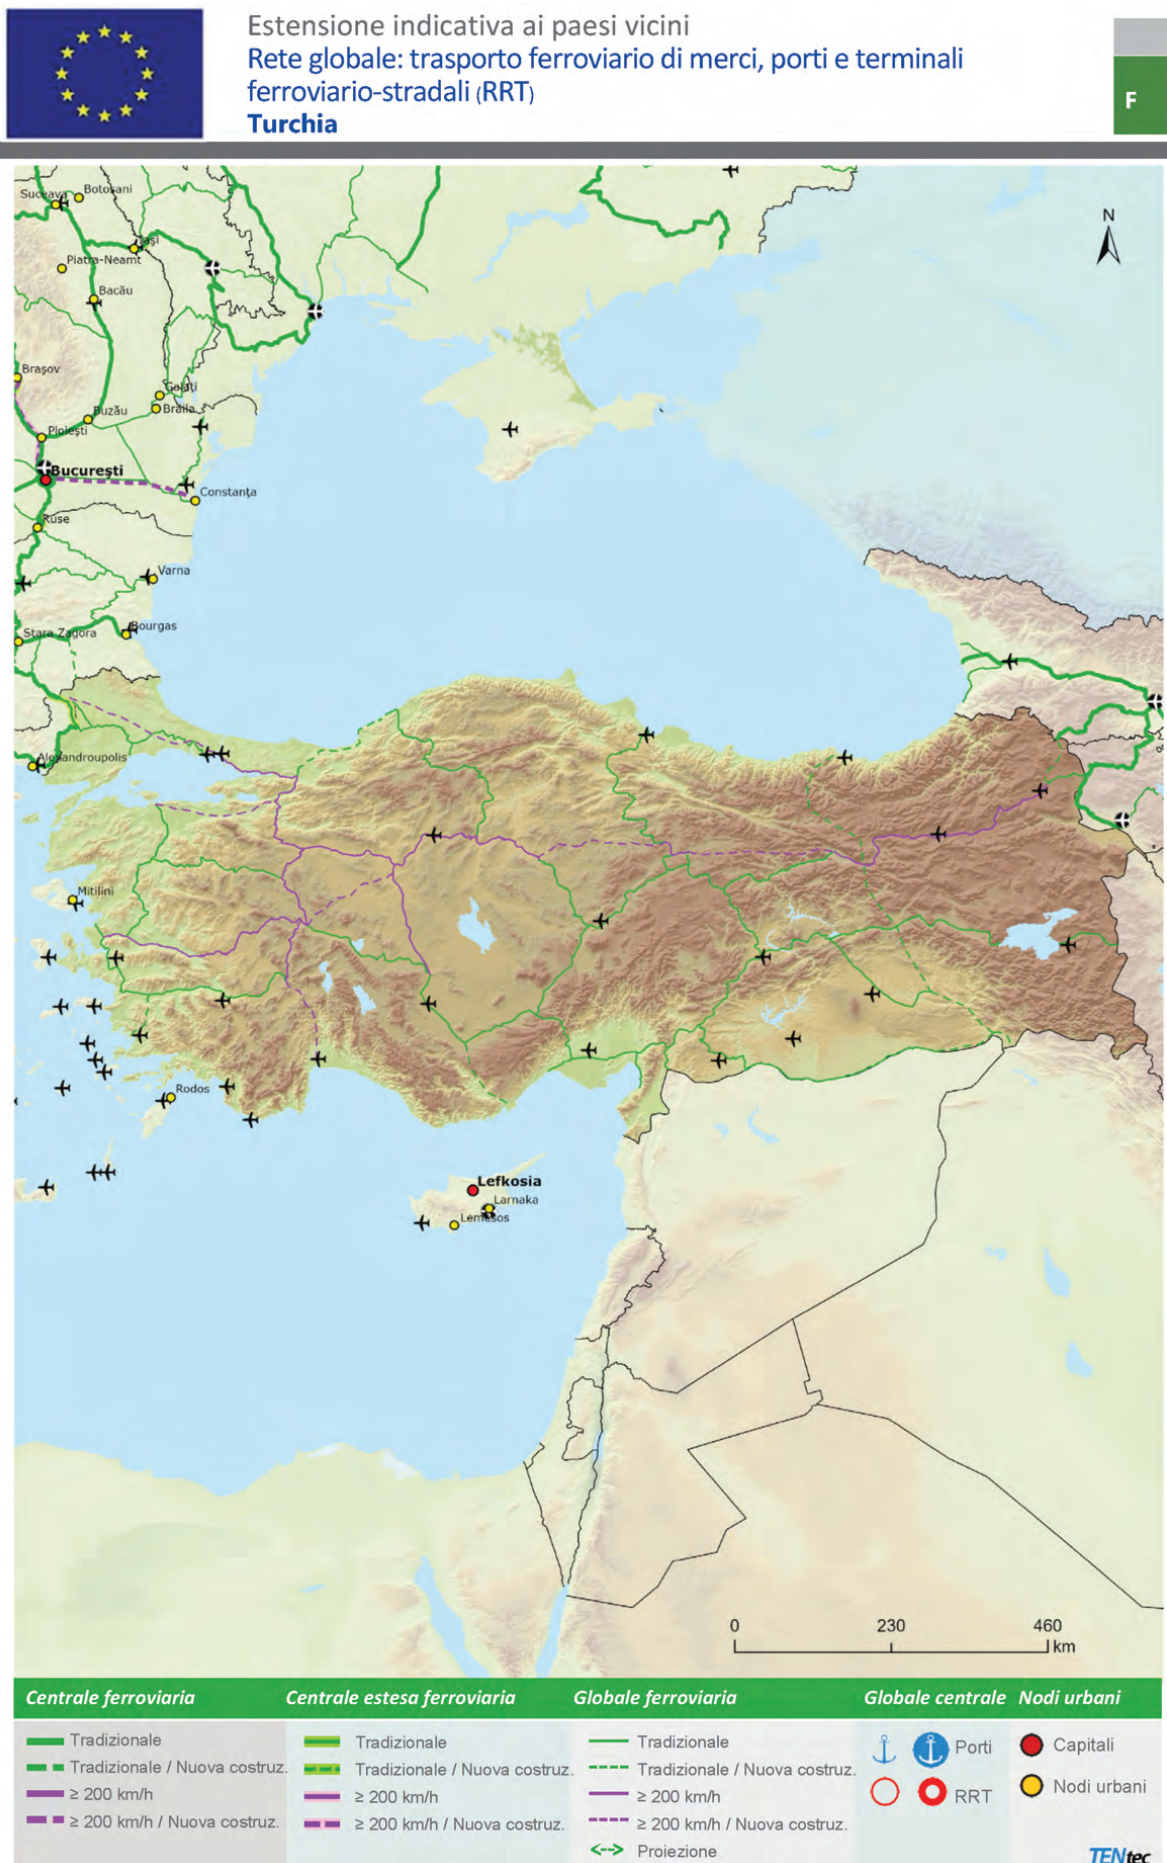 Estensione indicativa ai paesi vicini
Rete globale: trasporto ferroviario di merci, porti e terminali
ferroviario-stradali (RRT)
Turchia
F
N
Suceava
Botoșani
Iași
Piatra-Neamt
Bacău
Brașov
Galați
Brăila
Buzău
Ploiești
București
Constanța
Ruse
Varna
Bourgas
Stara Zagora
Alexandroupolis
Mitilini
Rodos
Lefkosia
Larnaka
Lemesos
0 230 460
km
Centrale ferroviaria
Tradizionale
Tradizionale / Nuova costruz.
≥ 200 km/h
≥ 200 km/h / Nuova costruz.
Centrale estesa ferroviaria
Tradizionale
Tradizionale / Nuova costruz.
≥ 200 km/h
≥ 200 km/h / Nuova costruz.
Globale ferroviaria
Tradizionale
Tradizionale / Nuova costruz.
≥ 200 km/h
≥ 200 km/h / Nuova costruz.
Proiezione
Globale centrale
Porti
RRT
Nodi urbani
Capitali
Nodi urbani
TENtec